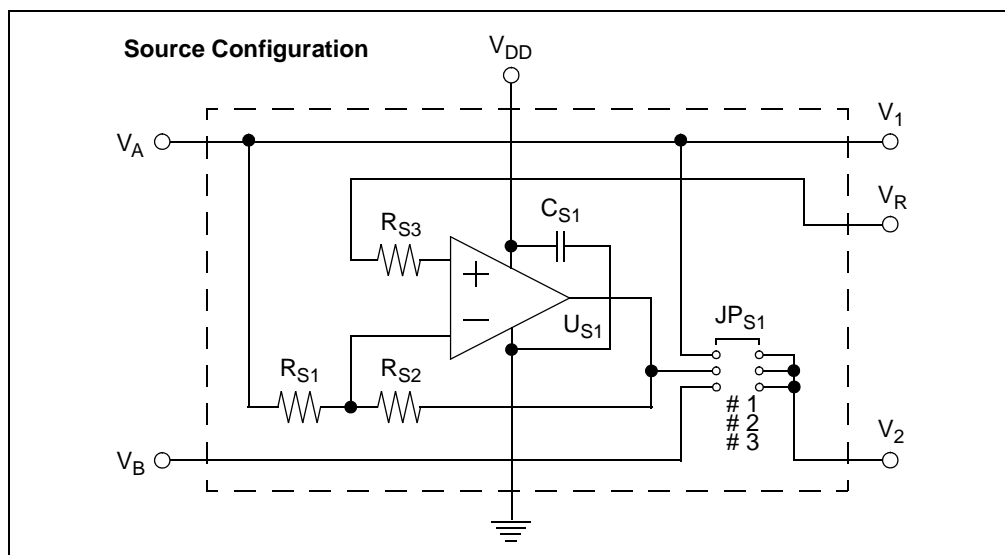 Source Configuration
V_DD
V_A
V_1
V_R
C_S1
R_S3
+
−
U_S1
JP_S1
R_S1
R_S2
# 1
# 2
# 3
V_B
V_2